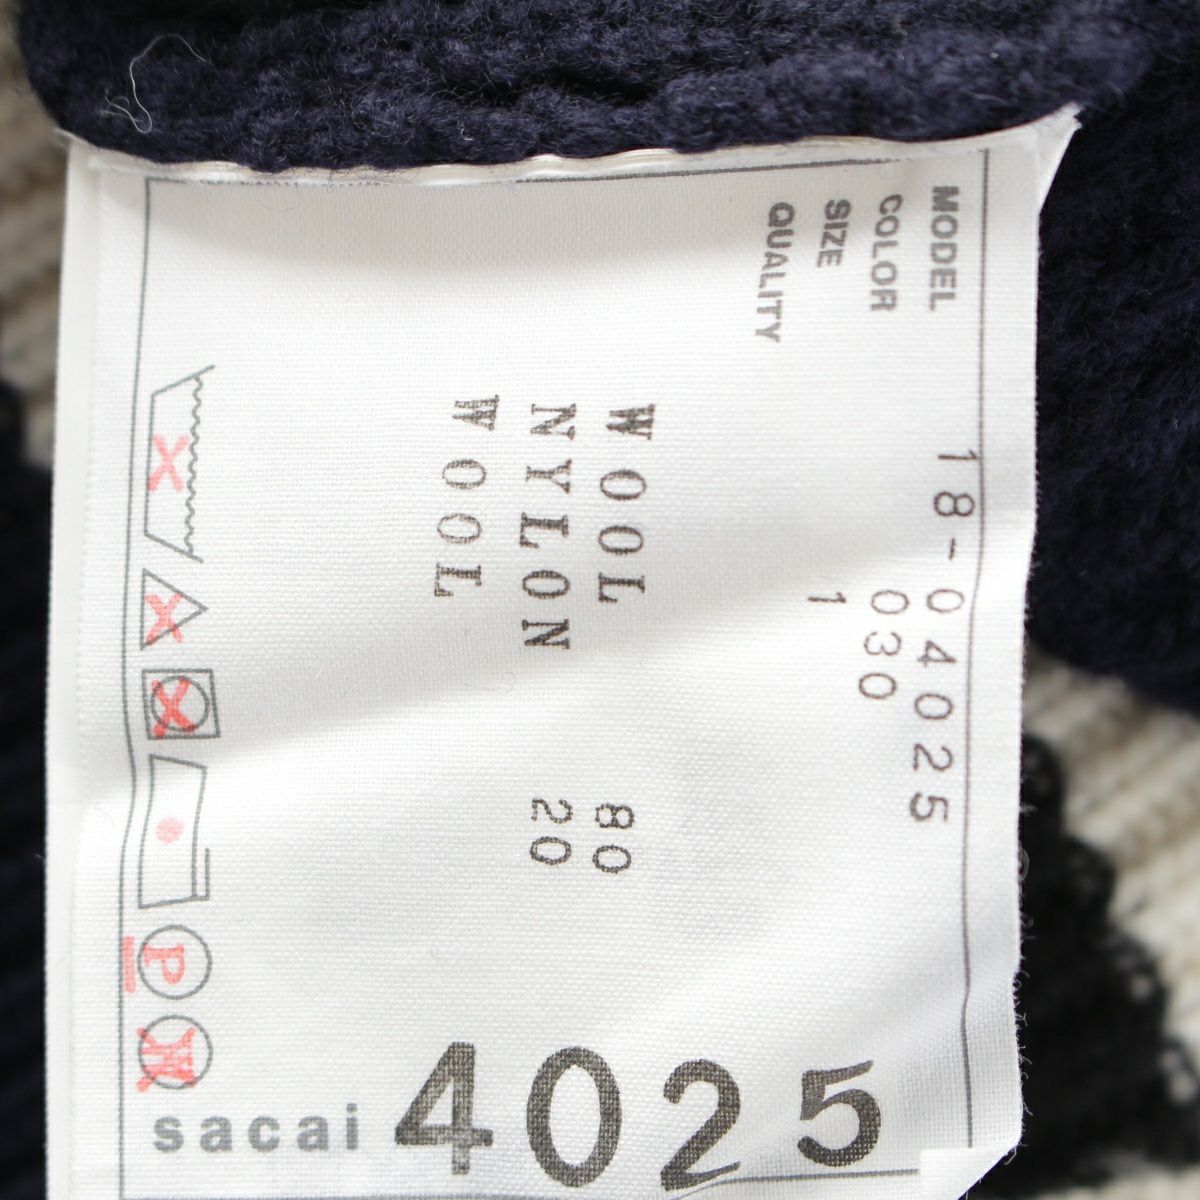 MODEL 18-04025
COLOR 030
SIZE 1
QUALITY
WOOL 80
NYLON 20
WOOL
P
W
sacai 4025